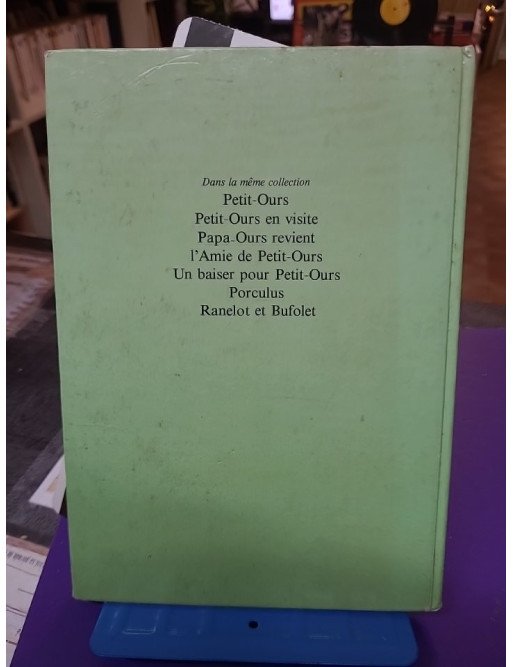 Dans la même collection
Petit-Ours
Petit-Ours en visite
Papa-Ours revient
l'Amie de Petit-Ours
Un baiser pour Petit-Ours
Porculus
Ranelot et Bufolet